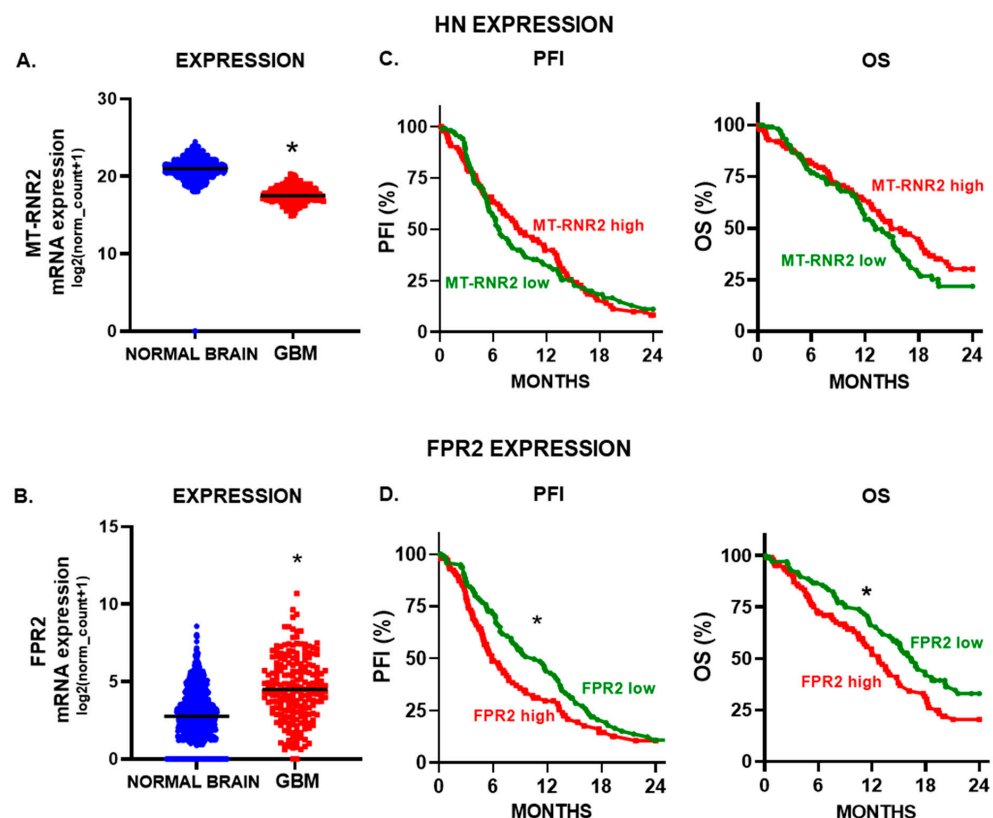 HN EXPRESSION
A.
EXPRESSION
MT-RNR2
mRNA expression
log2(norm_count+1)
30
20
10
0
*
NORMAL BRAIN
GBM
C.
PFI
PFI (%)
100
75
50
25
0
MT-RNR2 high
MT-RNR2 low
0 6 12 18 24
MONTHS
OS
OS (%)
100
75
50
25
0
MT-RNR2 high
MT-RNR2 low
0 6 12 18 24
MONTHS
FPR2 EXPRESSION
B.
EXPRESSION
FPR2
mRNA expression
log2(norm_count+1)
15
10
5
0
*
NORMAL BRAIN
GBM
D.
PFI
PFI (%)
100
75
50
25
0
*
FPR2 low
FPR2 high
0 6 12 18 24
MONTHS
OS
OS (%)
100
75
50
25
0
*
FPR2 low
FPR2 high
0 6 12 18 24
MONTHS